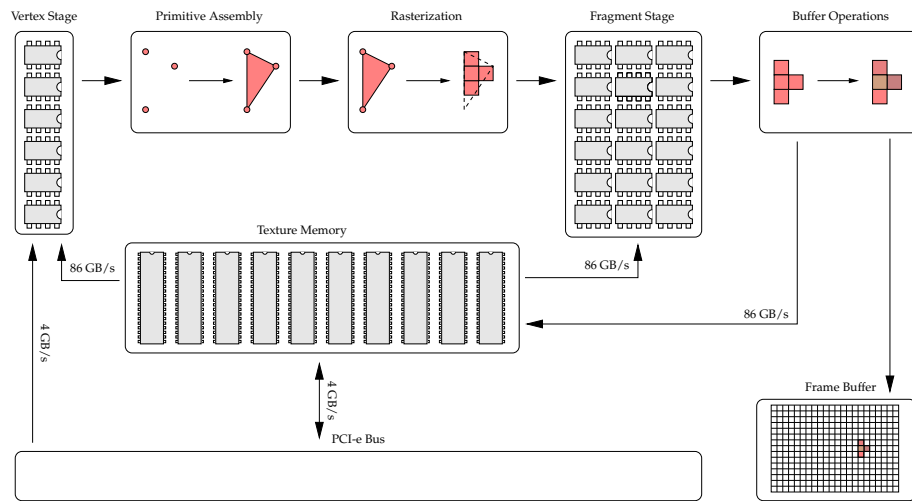 Vertex Stage
Primitive Assembly
Rasterization
Fragment Stage
Buffer Operations
Texture Memory
86 GB/s
86 GB/s
86 GB/s
4 GB/s
4 GB/s
Frame Buffer
PCI-e Bus